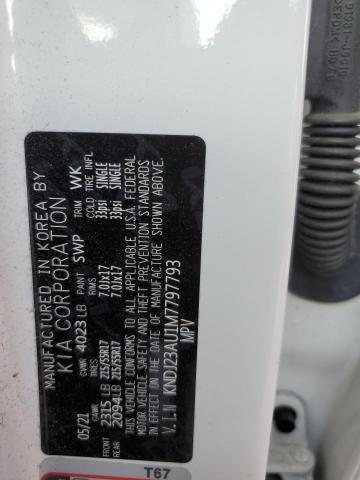 MANUFACTURED IN KOREA BY
KIA CORPORATION
05/21 GVWR 4023 LB PAINT SWP TRIM WK
GAWR TIRES RIMS COLD TIRE INFL
FRONT 2315 LB 215/55R17 7.0JX17 33psi SINGLE
REAR 2094 LB 215/55R17 7.0JX17 33psi SINGLE
THIS VEHICLE CONFORMS TO ALL APPLICABLE U.S.A. FEDERAL
MOTOR VEHICLE SAFETY AND THEFT PREVENTION STANDARDS
IN EFFECT ON THE DATE OF MANUFACTURE SHOWN ABOVE.
V.I.N KNDJ23AU1M7797793
MPV
T67